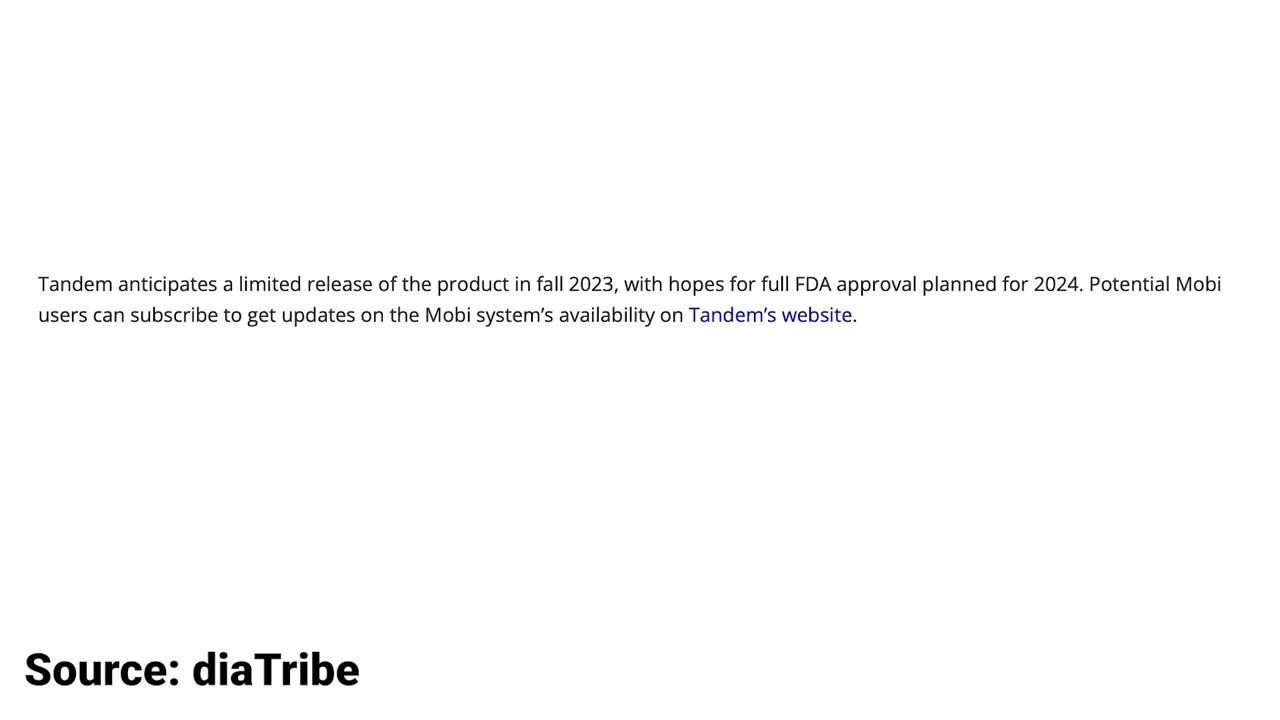 Tandem anticipates a limited release of the product in fall 2023, with hopes for full FDA approval planned for 2024. Potential Mobi
users can subscribe to get updates on the Mobi system’s availability on Tandem’s website.
Source: diaTribe